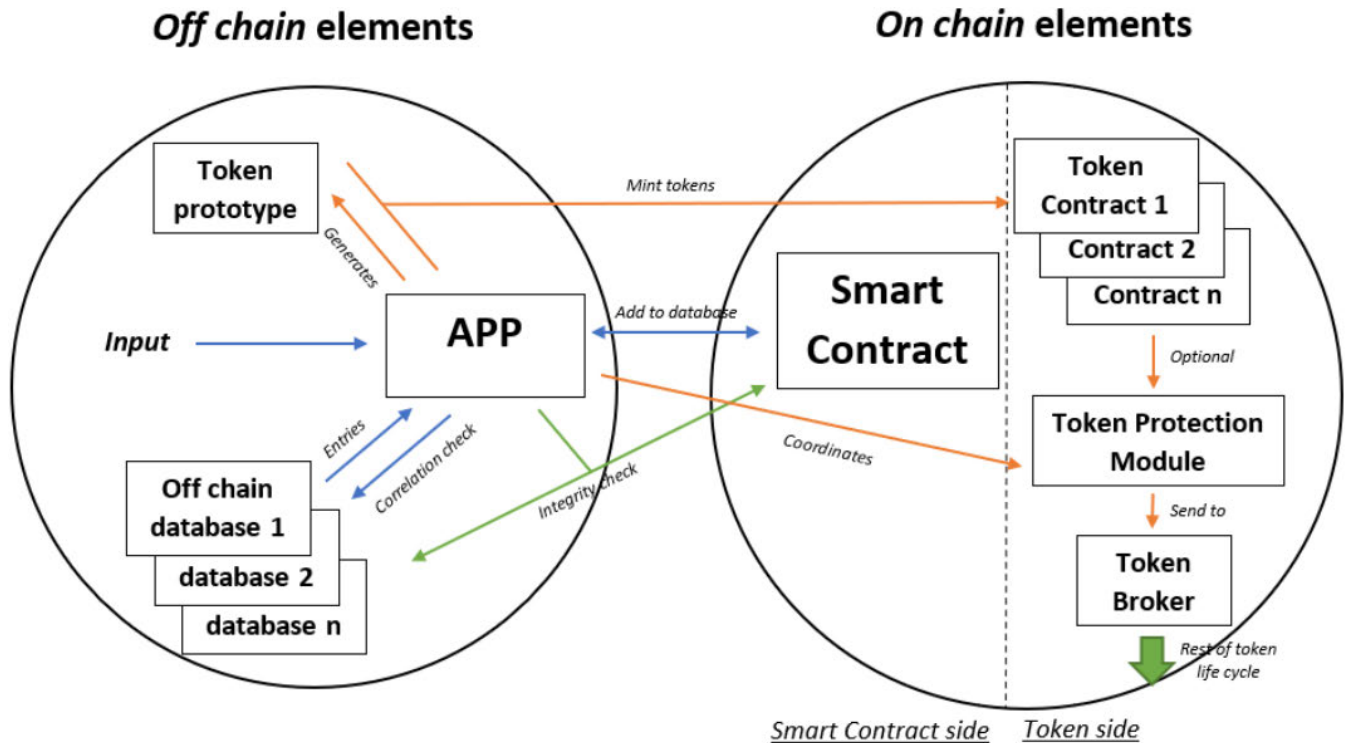 Off chain elements
On chain elements
Token
prototype
Generates
Mint tokens
Token
Contract 1
Contract 2
Contract n
Input
APP
Add to database
Smart
Contract
Optional
Entries
Correlation check
Integrity check
Coordinates
Token Protection
Module
Off chain
database 1
database 2
database n
Send to
Token
Broker
Rest of token
life cycle
Smart Contract side
Token side